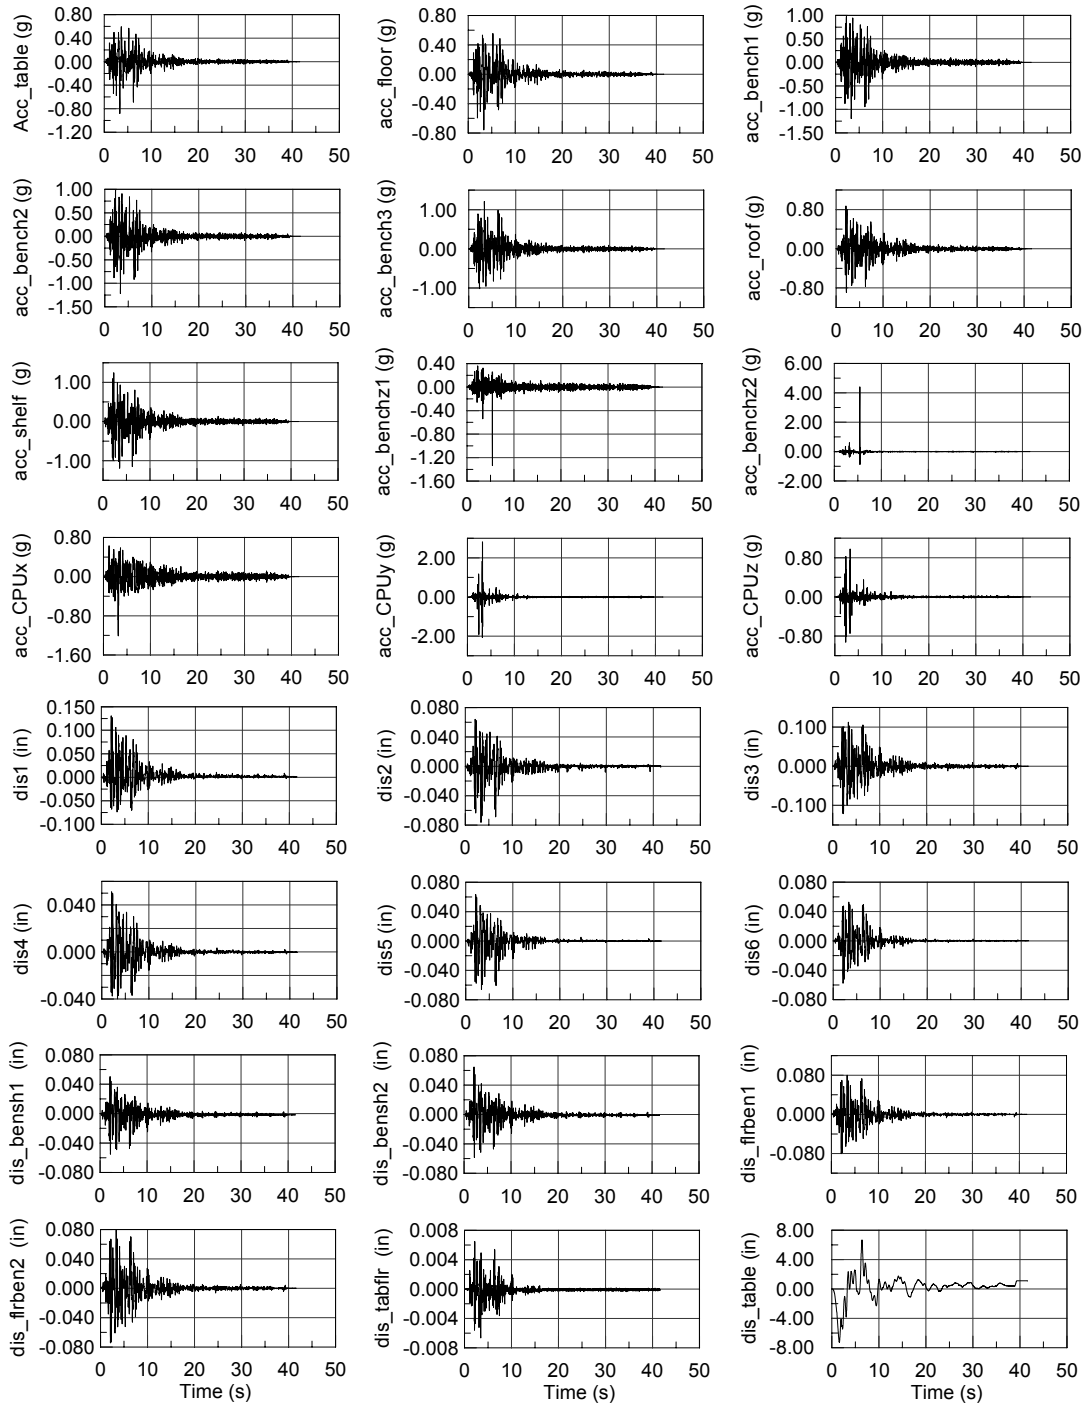 Acc_table (g)
0.80
0.40
0.00
-0.40
-0.80
-1.20
0 10 20 30 40 50
acc_floor (g)
0.80
0.40
0.00
-0.40
-0.80
0 10 20 30 40 50
acc_bench1 (g)
1.00
0.50
0.00
-0.50
-1.00
-1.50
0 10 20 30 40 50
acc_bench2 (g)
1.00
0.50
0.00
-0.50
-1.00
-1.50
0 10 20 30 40 50
acc_bench3 (g)
1.00
0.00
-1.00
0 10 20 30 40 50
acc_roof (g)
0.80
0.00
-0.80
0 10 20 30 40 50
acc_shelf (g)
1.00
0.00
-1.00
0 10 20 30 40 50
acc_benchz1 (g)
0.40
0.00
-0.40
-0.80
-1.20
-1.60
0 10 20 30 40 50
acc_benchz2 (g)
6.00
4.00
2.00
0.00
-2.00
0 10 20 30 40 50
acc_CPUx (g)
0.80
0.00
-0.80
-1.60
0 10 20 30 40 50
acc_CPUy (g)
2.00
0.00
-2.00
0 10 20 30 40 50
acc_CPUz (g)
0.80
0.00
-0.80
0 10 20 30 40 50
dis1 (in)
0.150
0.100
0.050
0.000
-0.050
-0.100
0 10 20 30 40 50
dis2 (in)
0.080
0.040
0.000
-0.040
-0.080
0 10 20 30 40 50
dis3 (in)
0.100
0.000
-0.100
0 10 20 30 40 50
dis4 (in)
0.040
0.000
-0.040
0 10 20 30 40 50
dis5 (in)
0.080
0.040
0.000
-0.040
-0.080
0 10 20 30 40 50
dis6 (in)
0.080
0.040
0.000
-0.040
-0.080
0 10 20 30 40 50
dis_bensh1 (in)
0.080
0.040
0.000
-0.040
-0.080
0 10 20 30 40 50
dis_bensh2 (in)
0.080
0.040
0.000
-0.040
-0.080
0 10 20 30 40 50
dis_flrben1 (in)
0.080
0.000
-0.080
0 10 20 30 40 50
dis_flrben2 (in)
0.080
0.040
0.000
-0.040
-0.080
0 10 20 30 40 50
Time (s)
dis_tabflr (in)
0.008
0.004
0.000
-0.004
-0.008
0 10 20 30 40 50
Time (s)
dis_table (in)
8.00
4.00
0.00
-4.00
-8.00
0 10 20 30 40 50
Time (s)